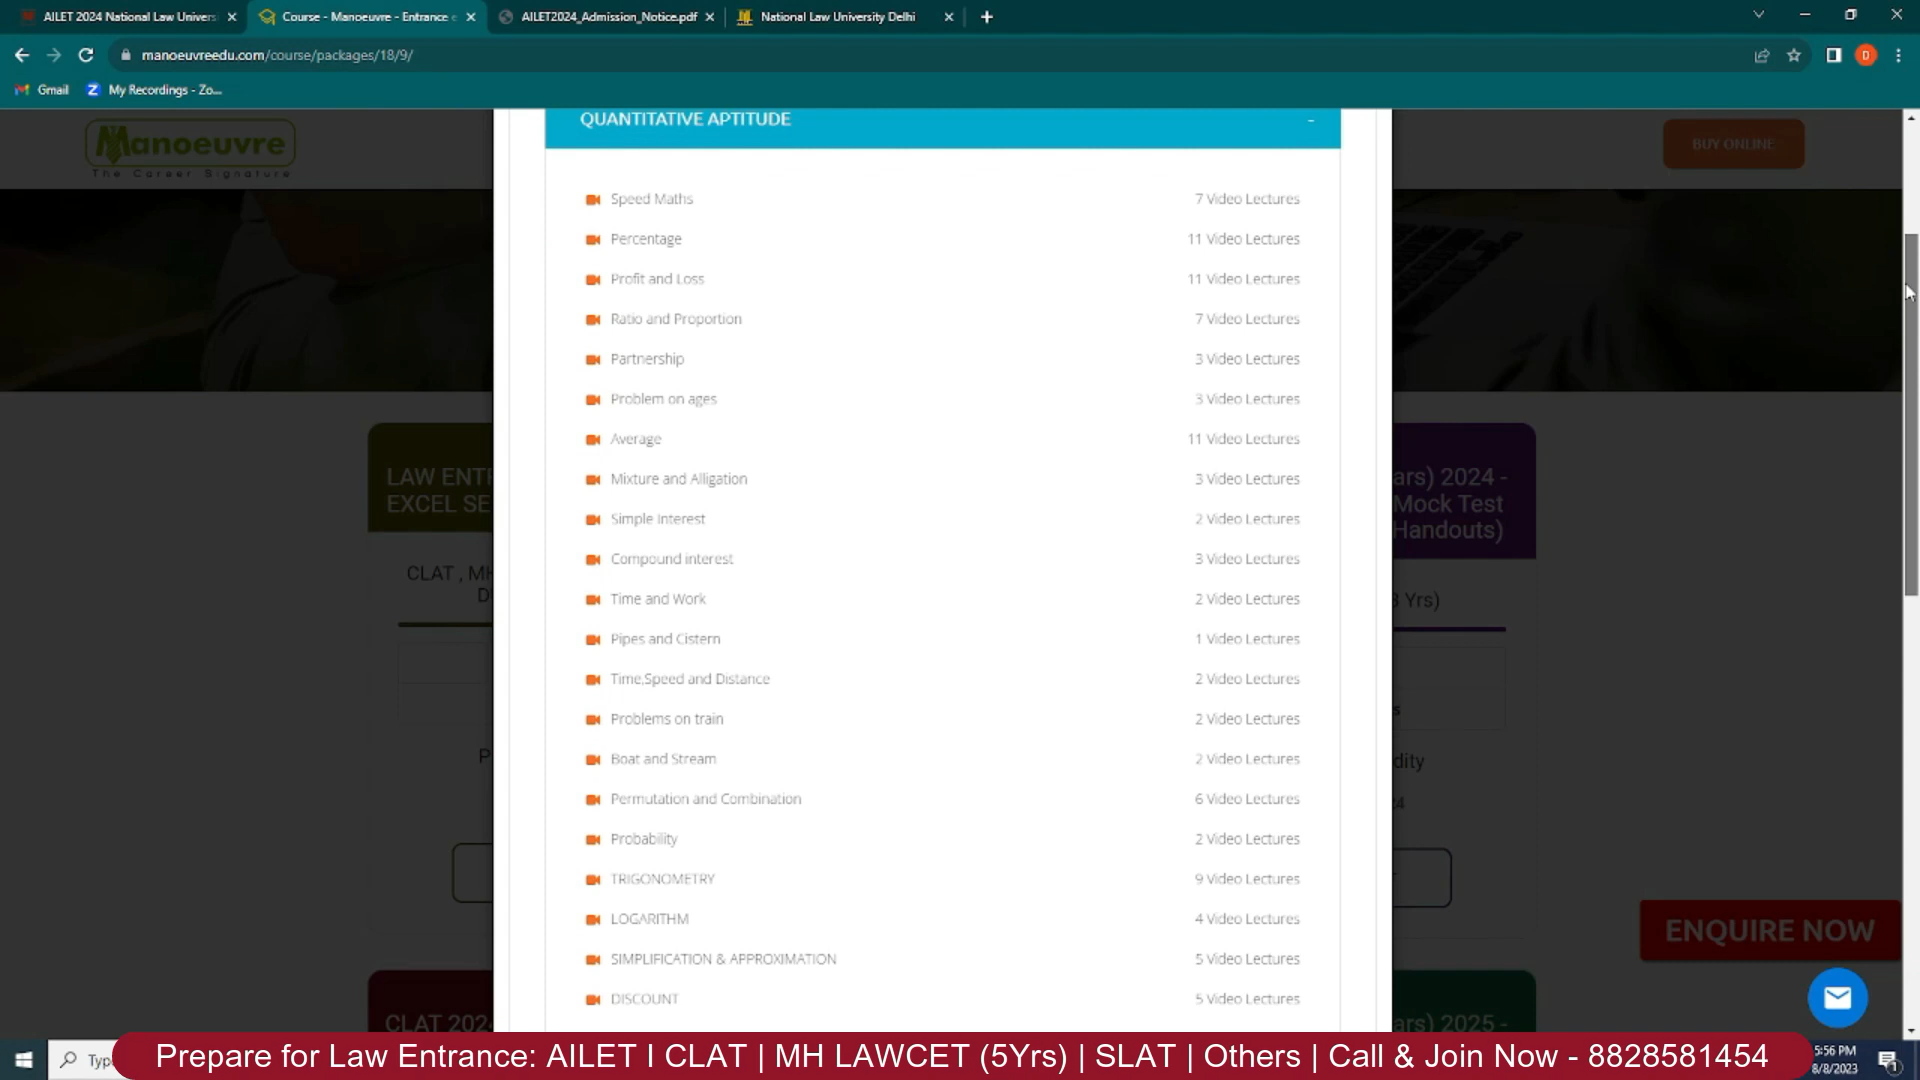 AILET 2024 National Law Univers
Course - Manoeuvre - Entrance e
AILET2024_Admission_Notice.pdf
National Law University Delhi
manoeuvreedu.com/course/packages/18/9/
D
Gmail
My Recordings - Zo...
Manoeuvre
The Career Signature
BUY ONLINE
QUANTITATIVE APTITUDE -
Speed Maths 7 Video Lectures
Percentage 11 Video Lectures
Profit and Loss 11 Video Lectures
Ratio and Proportion 7 Video Lectures
Partnership 3 Video Lectures
Problem on ages 3 Video Lectures
Average 11 Video Lectures
Mixture and Alligation 3 Video Lectures
Simple Interest 2 Video Lectures
Compound interest 3 Video Lectures
Time and Work 2 Video Lectures
Pipes and Cistern 1 Video Lectures
Time,Speed and Distance 2 Video Lectures
Problems on train 2 Video Lectures
Boat and Stream 2 Video Lectures
Permutation and Combination 6 Video Lectures
Probability 2 Video Lectures
TRIGONOMETRY 9 Video Lectures
LOGARITHM 4 Video Lectures
SIMPLIFICATION & APPROXIMATION 5 Video Lectures
DISCOUNT 5 Video Lectures
LAW ENT
EXCEL SE
CLAT , MH
D
P
CLAT 202
ars) 2024 -
Mock Test
Handouts)
3 Yrs)
s
dity
24
ars) 2025 -
ENQUIRE NOW
Typ
Prepare for Law Entrance: AILET I CLAT | MH LAWCET (5Yrs) | SLAT | Others | Call & Join Now - 8828581454
5:56 PM
8/8/2023
1